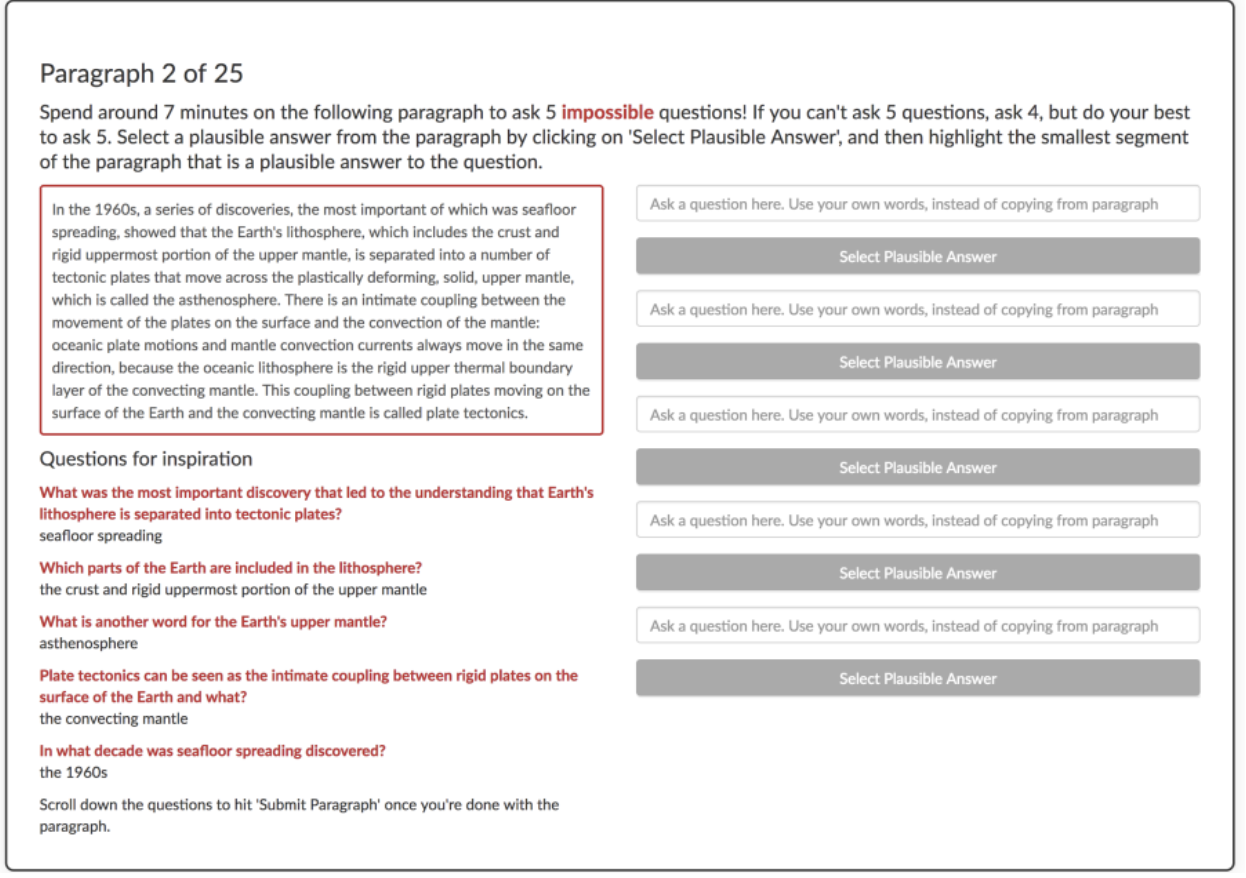 Paragraph 2 of 25
Spend around 7 minutes on the following paragraph to ask 5 impossible questions! If you can't ask 5 questions, ask 4, but do your best
to ask 5. Select a plausible answer from the paragraph by clicking on 'Select Plausible Answer', and then highlight the smallest segment
of the paragraph that is a plausible answer to the question.
In the 1960s, a series of discoveries, the most important of which was seafloor
spreading, showed that the Earth's lithosphere, which includes the crust and
rigid uppermost portion of the upper mantle, is separated into a number of
tectonic plates that move across the plastically deforming, solid, upper mantle,
which is called the asthenosphere. There is an intimate coupling between the
movement of the plates on the surface and the convection of the mantle:
oceanic plate motions and mantle convection currents always move in the same
direction, because the oceanic lithosphere is the rigid upper thermal boundary
layer of the convecting mantle. This coupling between rigid plates moving on the
surface of the Earth and the convecting mantle is called plate tectonics.
Questions for inspiration
What was the most important discovery that led to the understanding that Earth's
lithosphere is separated into tectonic plates?
seafloor spreading
Which parts of the Earth are included in the lithosphere?
the crust and rigid uppermost portion of the upper mantle
What is another word for the Earth's upper mantle?
asthenosphere
Plate tectonics can be seen as the intimate coupling between rigid plates on the
surface of the Earth and what?
the convecting mantle
In what decade was seafloor spreading discovered?
the 1960s
Scroll down the questions to hit 'Submit Paragraph' once you're done with the
paragraph.
Ask a question here. Use your own words, instead of copying from paragraph
Select Plausible Answer
Ask a question here. Use your own words, instead of copying from paragraph
Select Plausible Answer
Ask a question here. Use your own words, instead of copying from paragraph
Select Plausible Answer
Ask a question here. Use your own words, instead of copying from paragraph
Select Plausible Answer
Ask a question here. Use your own words, instead of copying from paragraph
Select Plausible Answer